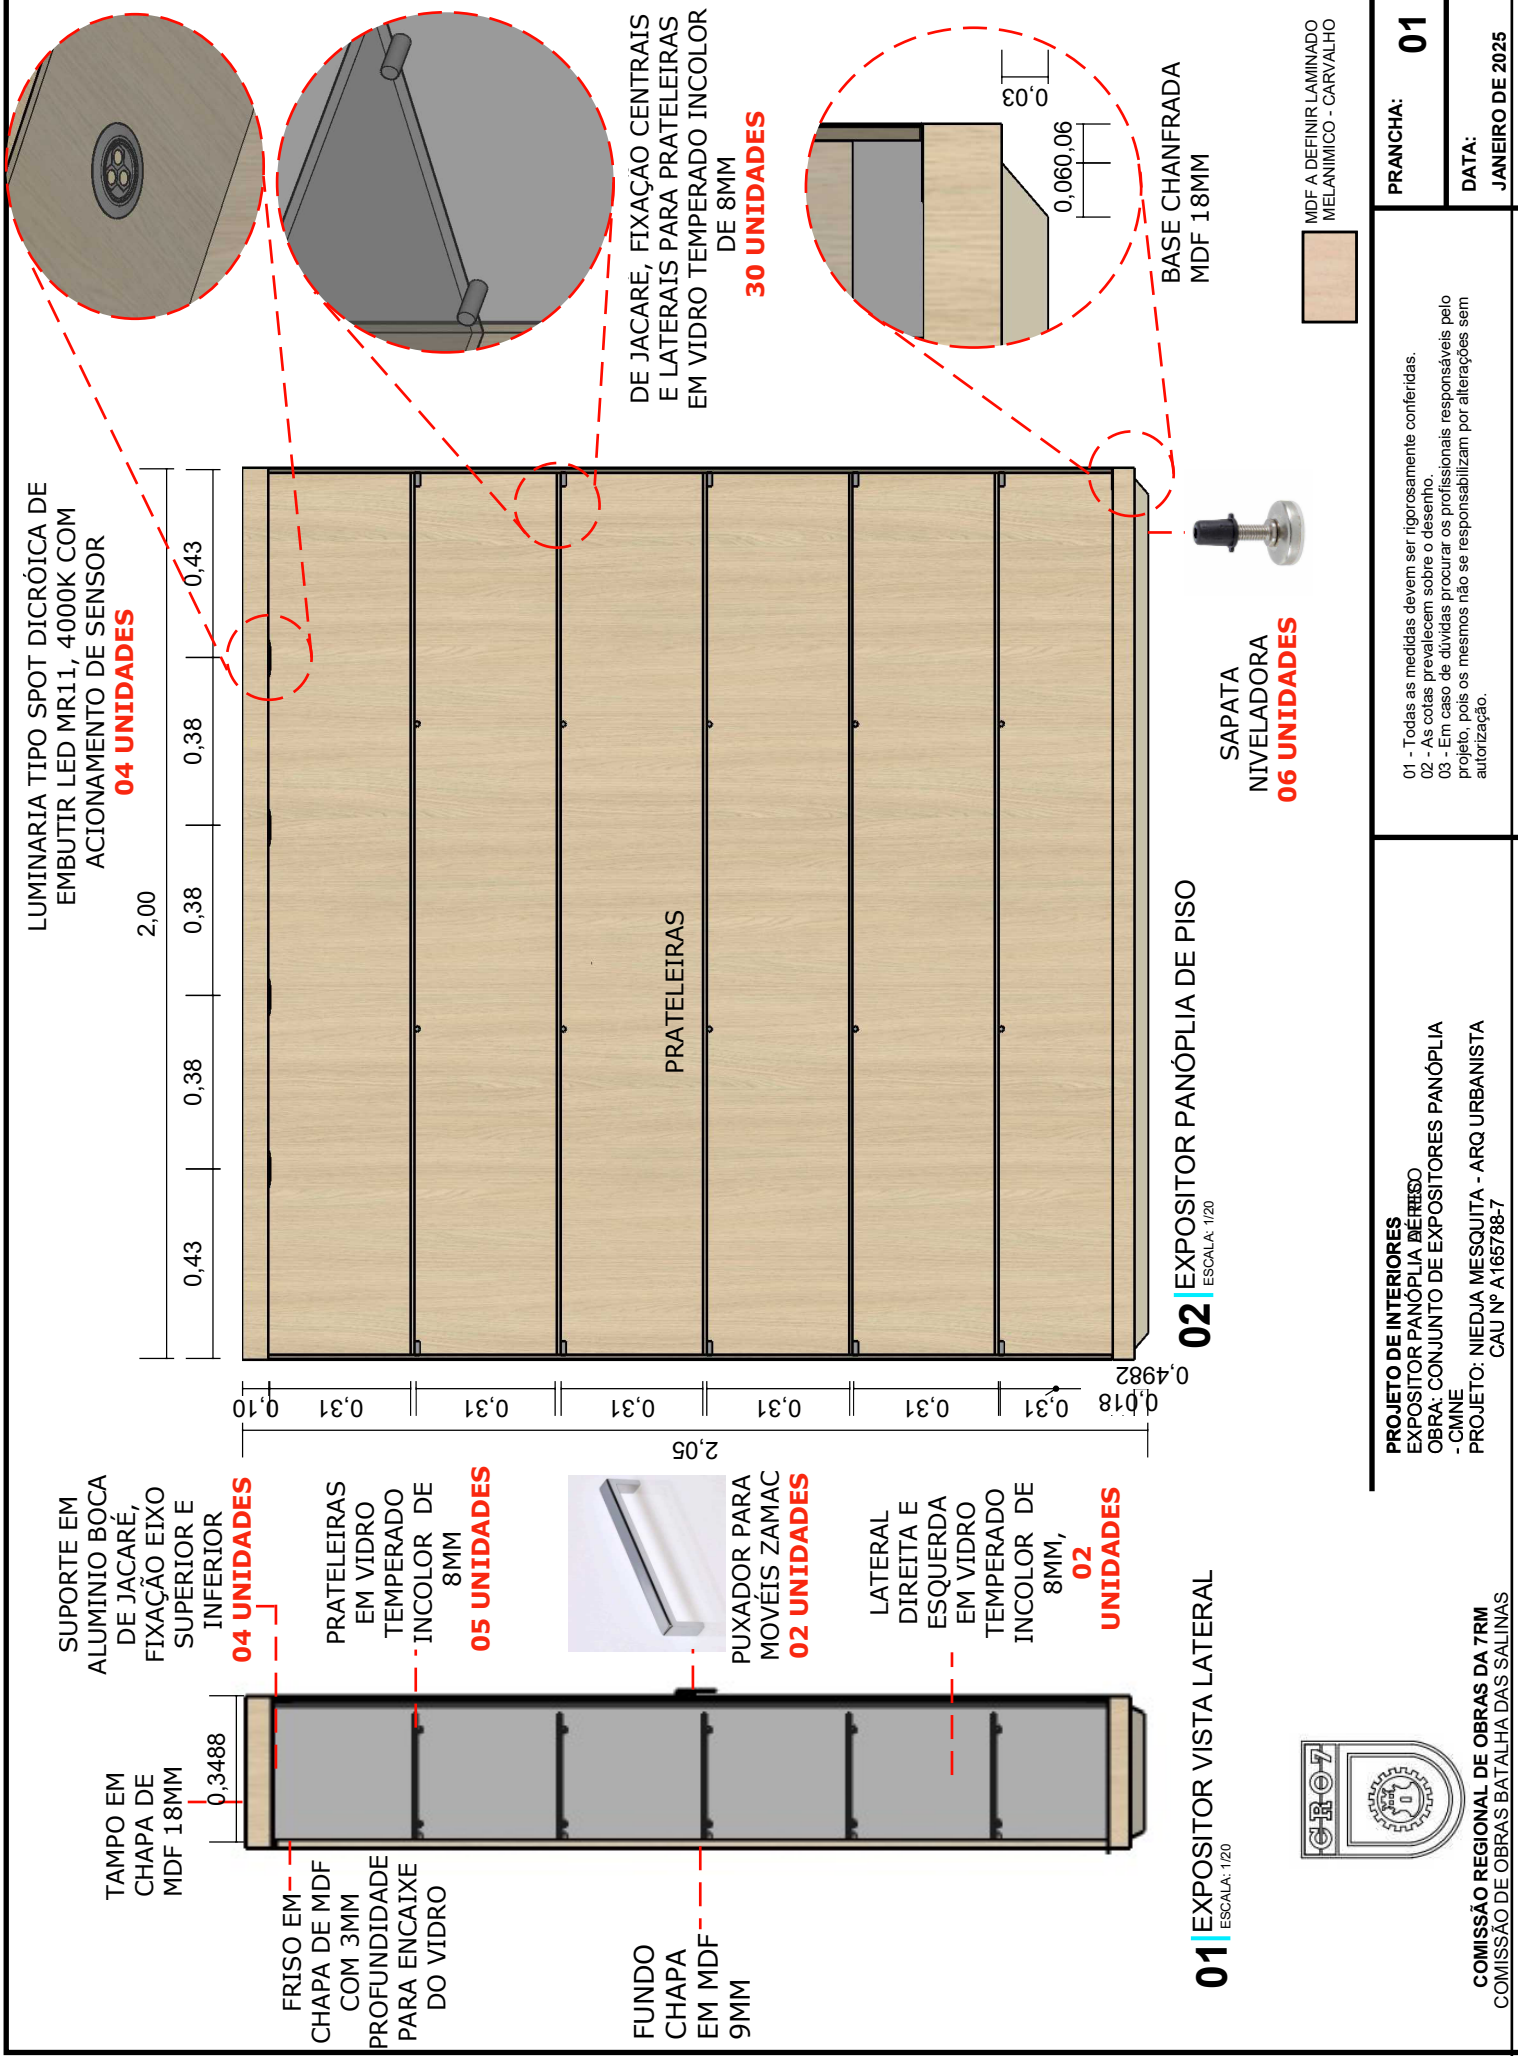 LUMINARIA TIPO SPOT DICRÓICA DE
EMBUTIR LED MR11, 4000K COM
ACIONAMENTO DE SENSOR
04 UNIDADES
2,00
0,43
0,38
0,38
0,38
0,43
DE JACARÉ, FIXAÇÃO CENTRAIS
E LATERAIS PARA PRATELEIRAS
EM VIDRO TEMPERADO INCOLOR
DE 8MM
30 UNIDADES
0,03
0,06
0,06
BASE CHANFRADA
MDF 18MM
PRATELEIRAS
SAPATA
NIVELADORA
06 UNIDADES
02 EXPOSITOR PANÓPLIA DE PISO
ESCALA: 1/20
0,10
0,31
0,31
0,31
0,31
0,31
0,31
0,018
0,4982
2,05
SUPORTE EM
ALUMINIO BOCA
DE JACARÉ,
FIXAÇÃO EIXO
SUPERIOR E
INFERIOR
04 UNIDADES
PRATELEIRAS
EM VIDRO
TEMPERADO
INCOLOR DE
8MM
05 UNIDADES
PUXADOR PARA
MOVÉIS ZAMAC
02 UNIDADES
LATERAL
DIREITA E
ESQUERDA
EM VIDRO
TEMPERADO
INCOLOR DE
8MM,
02
UNIDADES
TAMPO EM
CHAPA DE
MDF 18MM
0,3488
FRISO EM
CHAPA DE MDF
COM 3MM
PROFUNDIDADE
PARA ENCAIXE
DO VIDRO
FUNDO
CHAPA
EM MDF
9MM
01 EXPOSITOR VISTA LATERAL
ESCALA: 1/20
MDF A DEFINIR LAMINADO
MELANIMICO - CARVALHO
CRO7
COMISSÃO REGIONAL DE OBRAS DA 7RM
COMISSÃO DE OBRAS BATALHA DAS SALINAS
PROJETO DE INTERIORES
EXPOSITOR PANÓPLIA
OBRA: CONJUNTO DE EXPOSITORES PANÓPLIA
- CMNE
PROJETO: NIEDJA MESQUITA - ARQ URBANISTA
CAU Nº A165788-7
01 - Todas as medidas devem ser rigorosamente conferidas.
02 - As cotas prevalecem sobre o desenho.
03 - Em caso de dúvidas procurar os profissionais responsáveis pelo
projeto, pois os mesmos não se responsabilizam por alterações sem
autorização.
PRANCHA:
01
DATA:
JANEIRO DE 2025